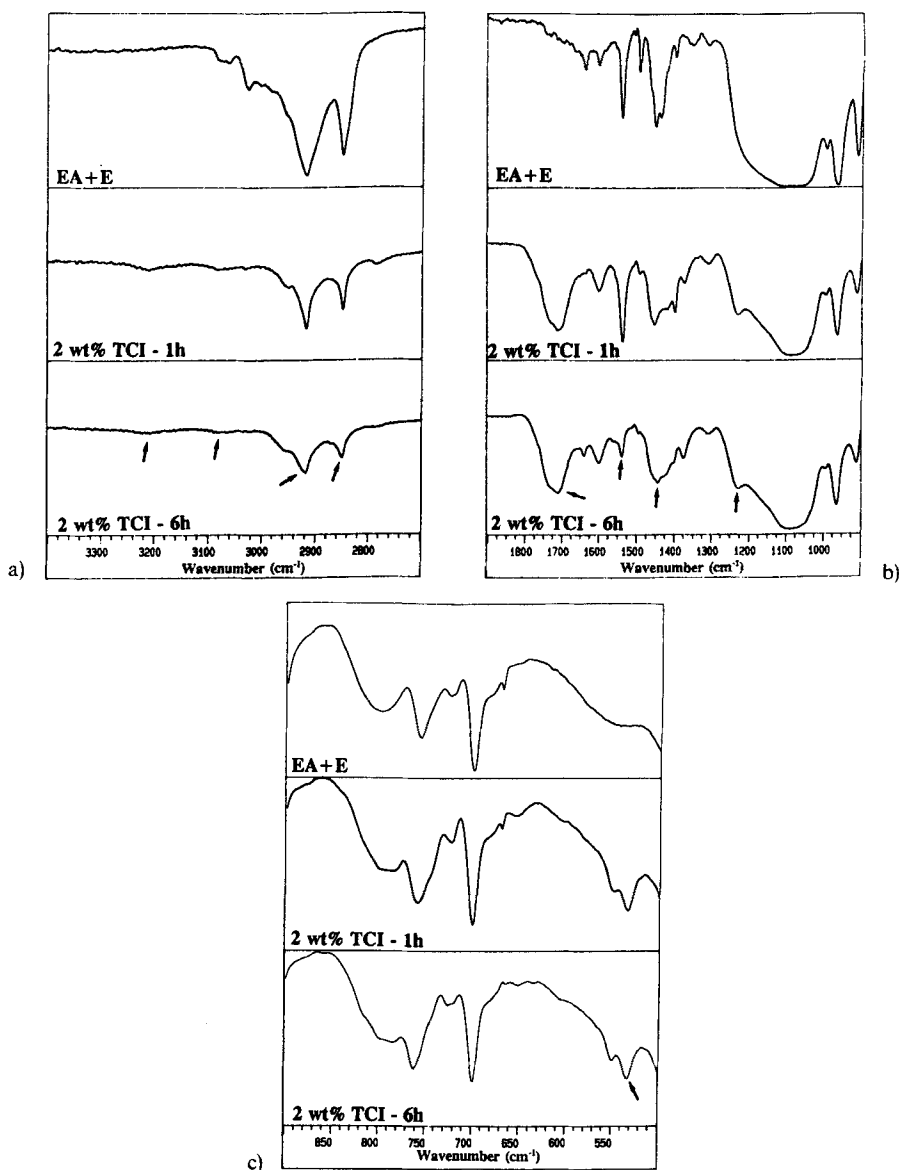 a)
EA+E
2 wt% TCI - 1h
2 wt% TCI - 6h
3300 3200 3100 3000 2900 2800
Wavenumber (cm-1)
EA+E
2 wt% TCI - 1h
2 wt% TCI - 6h
1800 1700 1600 1500 1400 1300 1200 1100 1000
Wavenumber (cm-1)
b)
EA+E
2 wt% TCI - 1h
2 wt% TCI - 6h
850 800 750 700 650 600 550
Wavenumber (cm-1)
c)